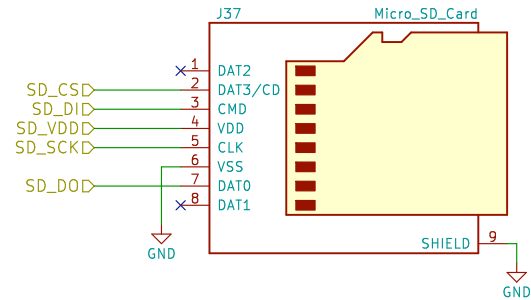 J37 Micro_SD_Card
1 DAT2
SD_CS 2 DAT3/CD
SD_DI 3 CMD
SD_VDD 4 VDD
SD_SCK 5 CLK
6 VSS
SD_DO 7 DAT0
8 DAT1
SHIELD 9
GND
GND